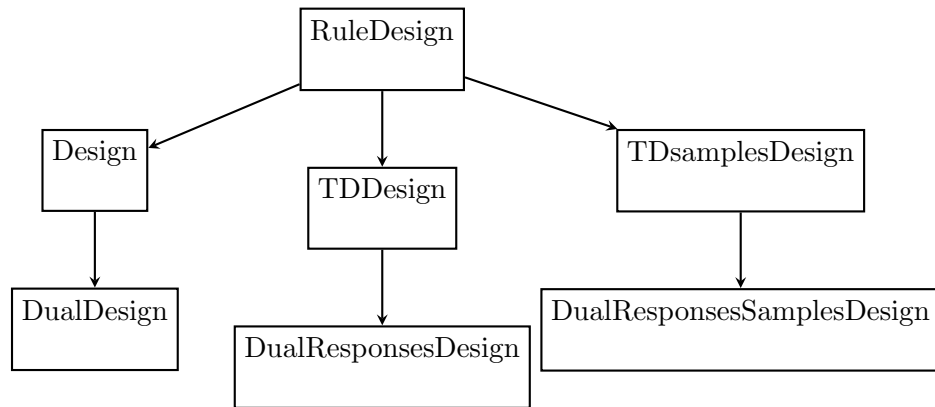 RuleDesign
Design
TDDesign
TDsamplesDesign
DualDesign
DualResponsesDesign
DualResponsesSamplesDesign